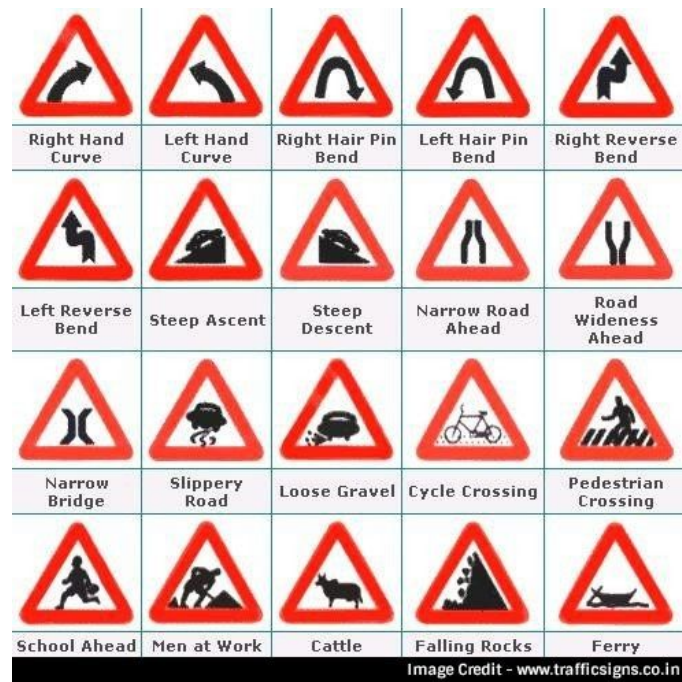 Right Hand
Curve
Left Hand
Curve
Right Hair Pin
Bend
Left Hair Pin
Bend
Right Reverse
Bend
Left Reverse
Bend
Steep Ascent
Steep
Descent
Narrow Road
Ahead
Road
Wideness
Ahead
Narrow
Bridge
Slippery
Road
Loose Gravel
Cycle Crossing
Pedestrian
Crossing
School Ahead
Men at Work
Cattle
Falling Rocks
Ferry
Image Credit - www.trafficsigns.co.in